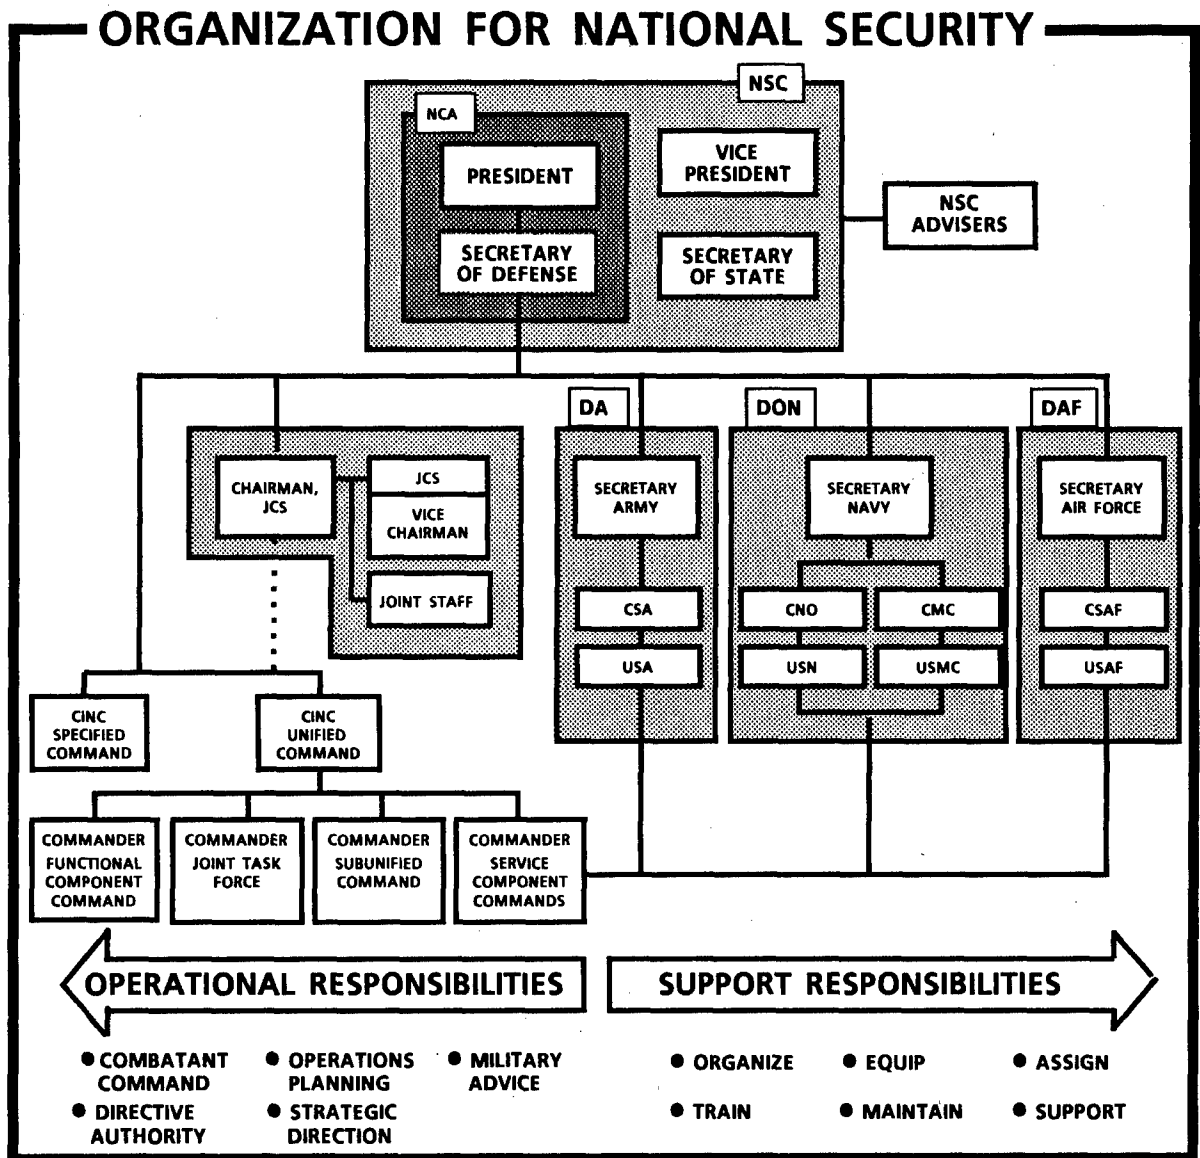 ORGANIZATION FOR NATIONAL SECURITY
NSC
NCA
PRESIDENT
VICE
PRESIDENT
NSC
ADVISERS
SECRETARY
OF DEFENSE
SECRETARY
OF STATE
DA
DON
DAF
CHAIRMAN,
JCS
JCS
VICE
CHAIRMAN
JOINT STAFF
SECRETARY
ARMY
SECRETARY
NAVY
SECRETARY
AIR FORCE
CSA
CNO
CMC
CSAF
USA
USN
USMC
USAF
CINC
SPECIFIED
COMMAND
CINC
UNIFIED
COMMAND
COMMANDER
FUNCTIONAL
COMPONENT
COMMAND
COMMANDER
JOINT TASK
FORCE
COMMANDER
SUBUNIFIED
COMMAND
COMMANDER
SERVICE
COMPONENT
COMMANDS
OPERATIONAL RESPONSIBILITIES
SUPPORT RESPONSIBILITIES
● COMBATANT
COMMAND
● OPERATIONS
PLANNING
● MILITARY
ADVICE
● DIRECTIVE
AUTHORITY
● STRATEGIC
DIRECTION
● ORGANIZE
● EQUIP
● ASSIGN
● TRAIN
● MAINTAIN
● SUPPORT